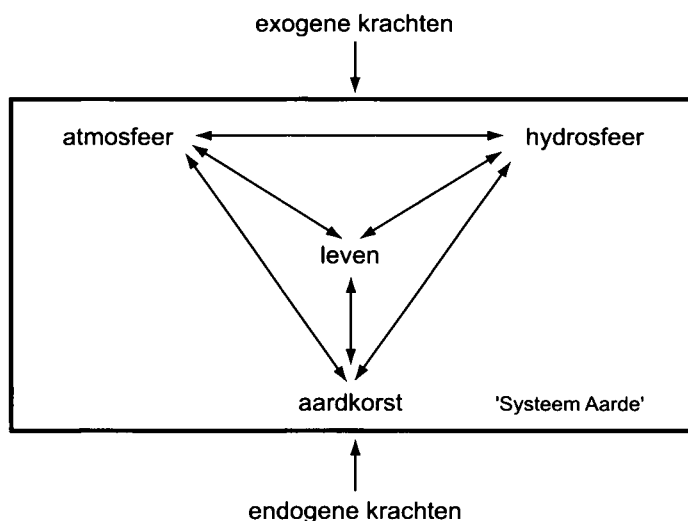 exogene krachten
atmosfeer
hydrosfeer
leven
aardkorst
'Systeem Aarde'
endogene krachten